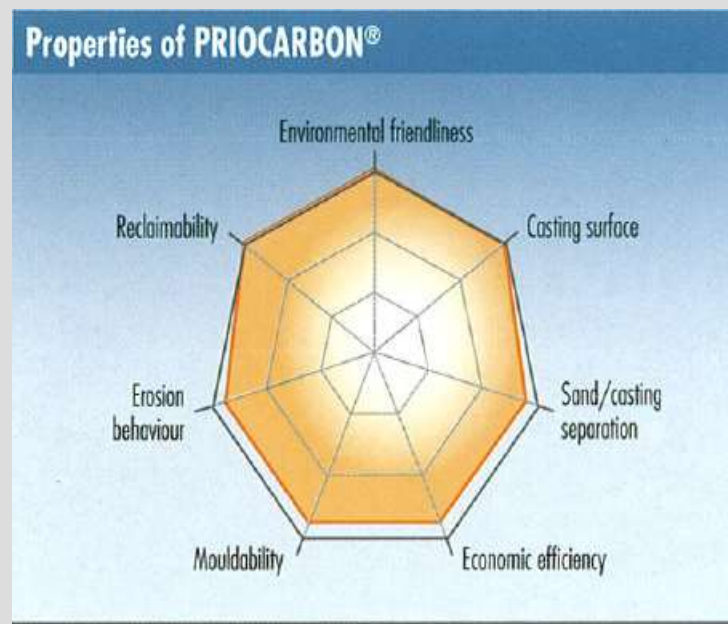 Properties of PRIOCARBON®
Environmental friendliness
Reclaimability
Casting surface
Erosion
behaviour
Sand/casting
separation
Mouldability
Economic efficiency